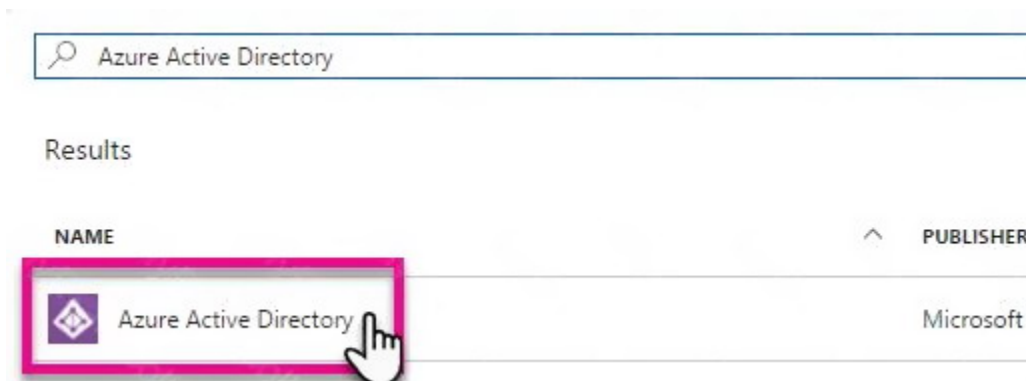 Azure Active Directory
Results
NAME PUBLISHER
Azure Active Directory Microsoft